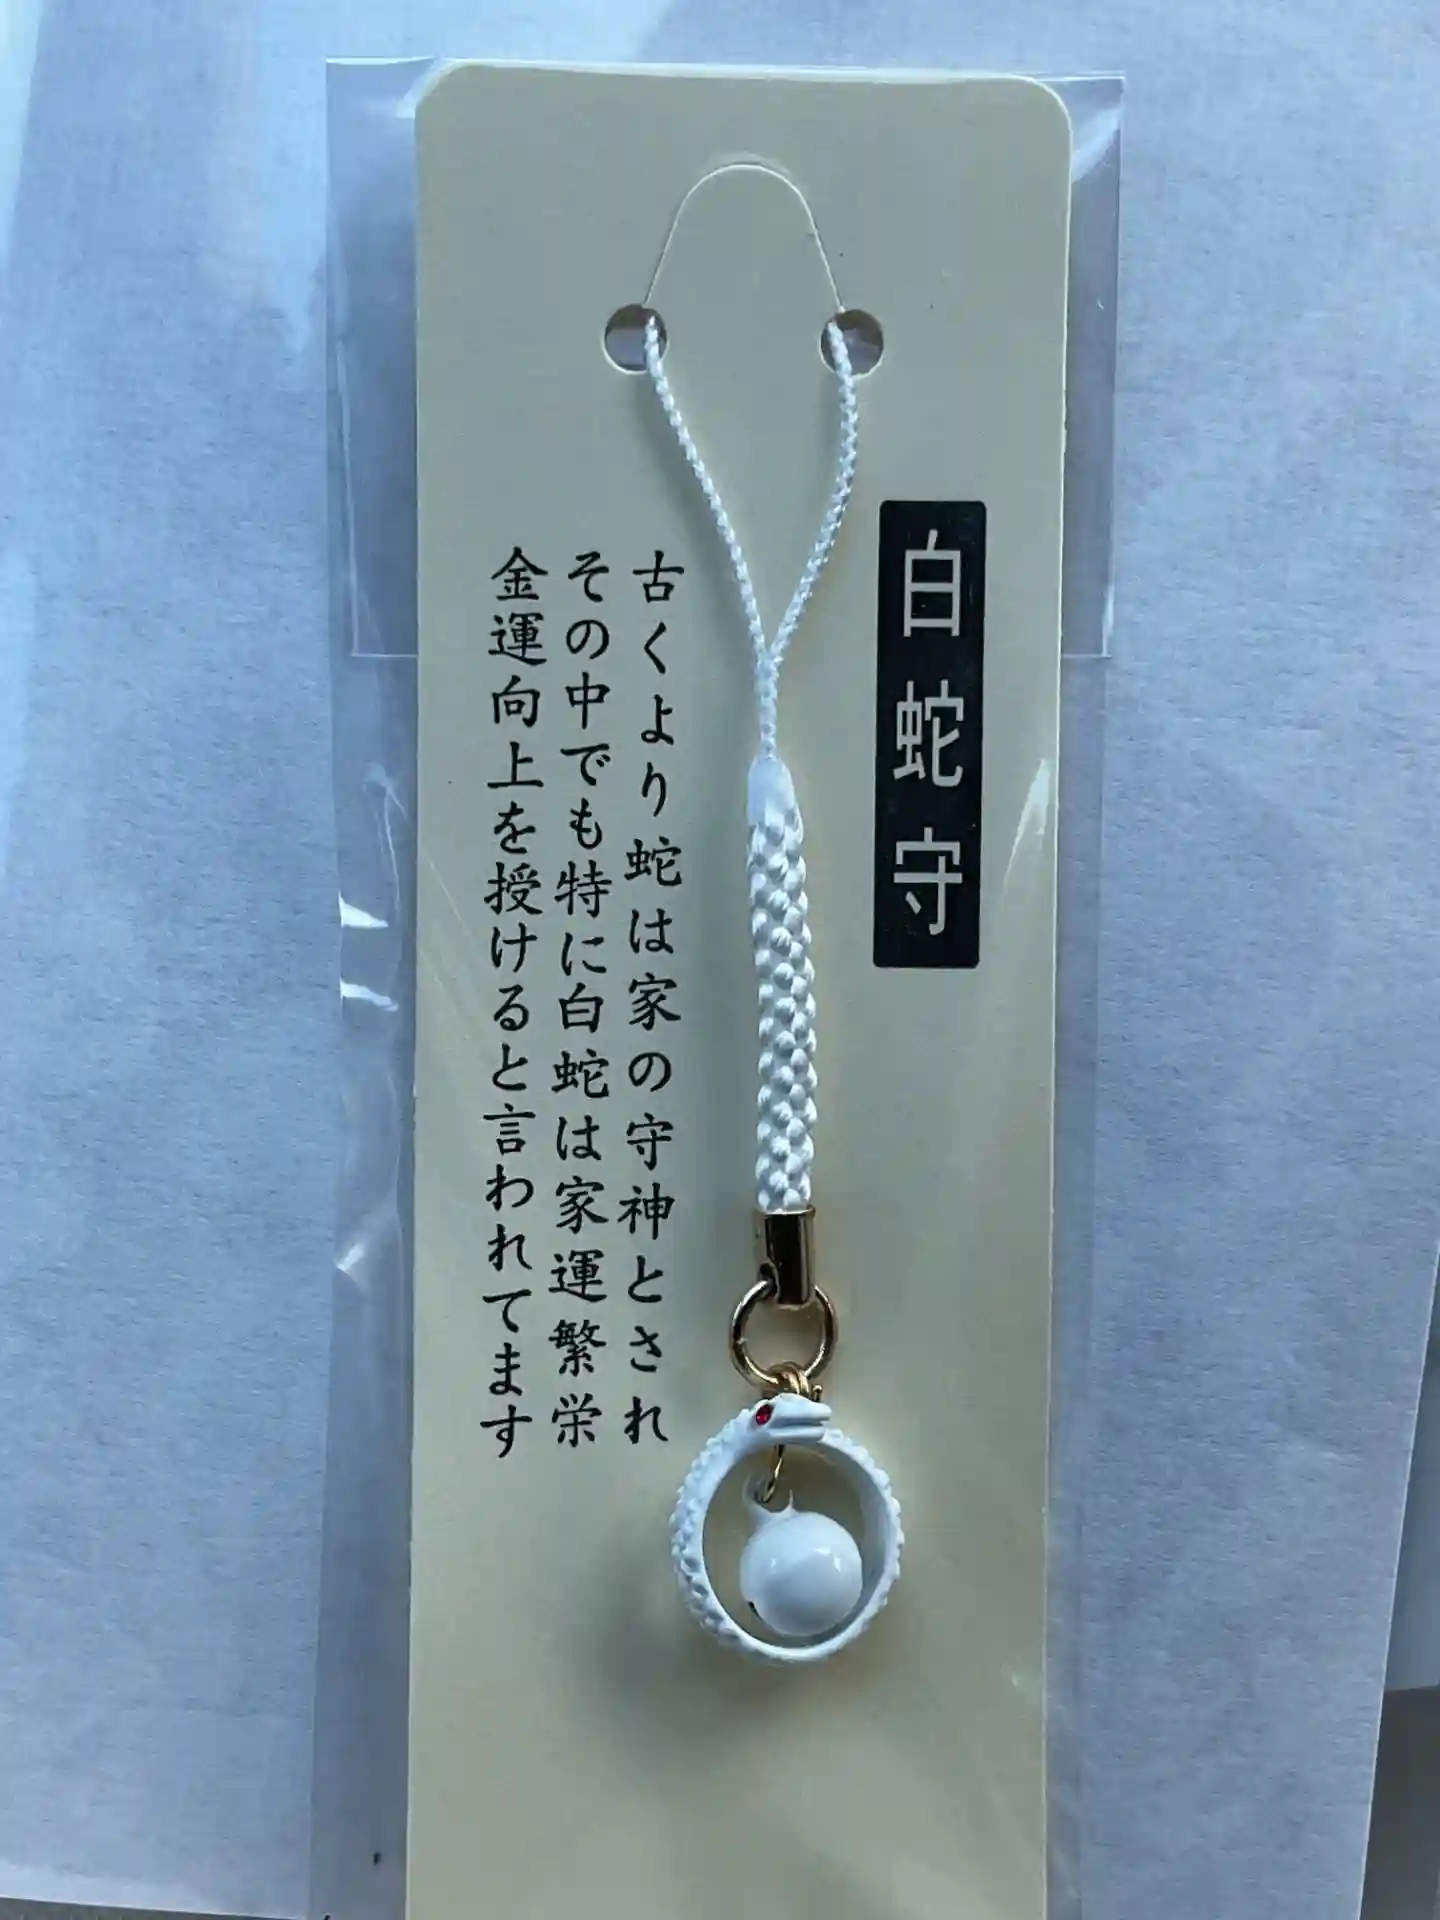 白蛇守
古くより蛇は家の守神とされ
その中でも特に白蛇は家運繁栄
金運向上を授けると言われてます